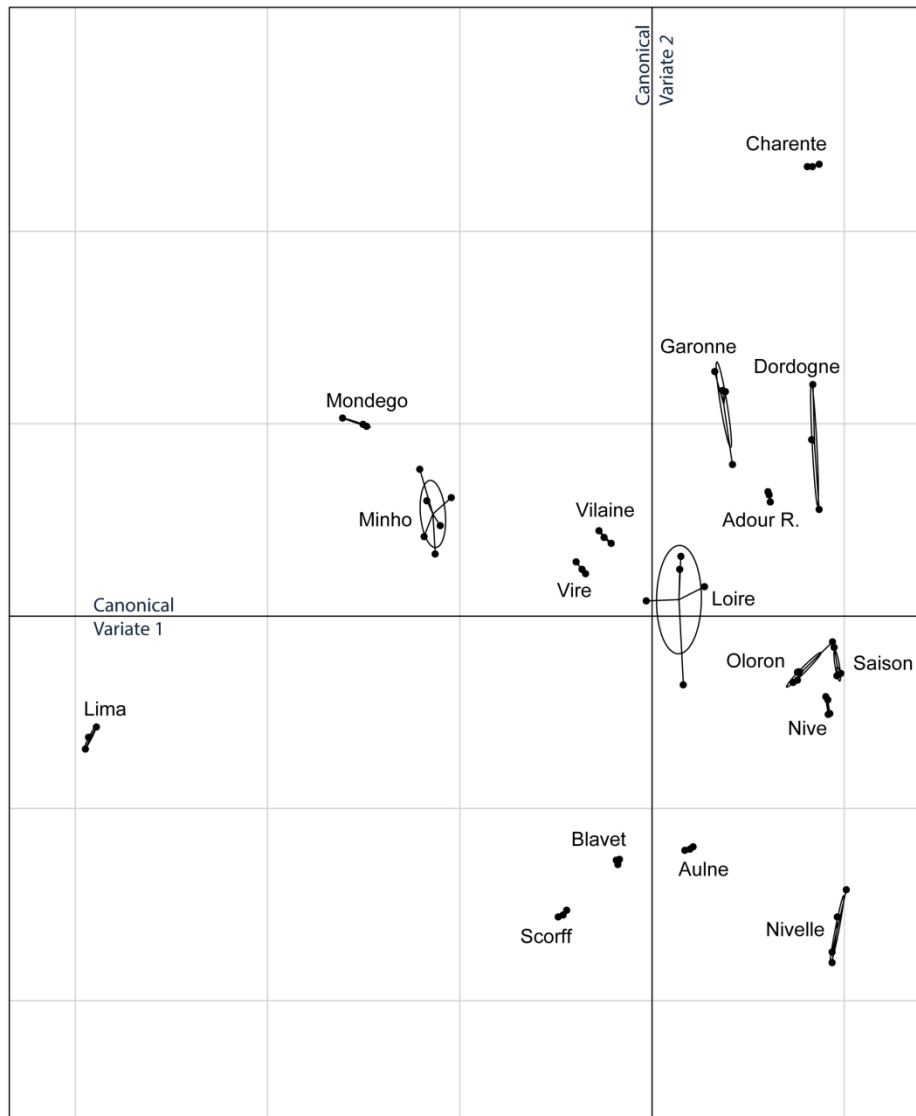 Canonical
Variate 2
Charente
Garonne
Dordogne
Mondego
Minho
Vilaine
Adour R.
Vire
Loire
Canonical
Variate 1
Oloron
Saison
Lima
Nive
Blavet
Aulne
Scorff
Nivelle